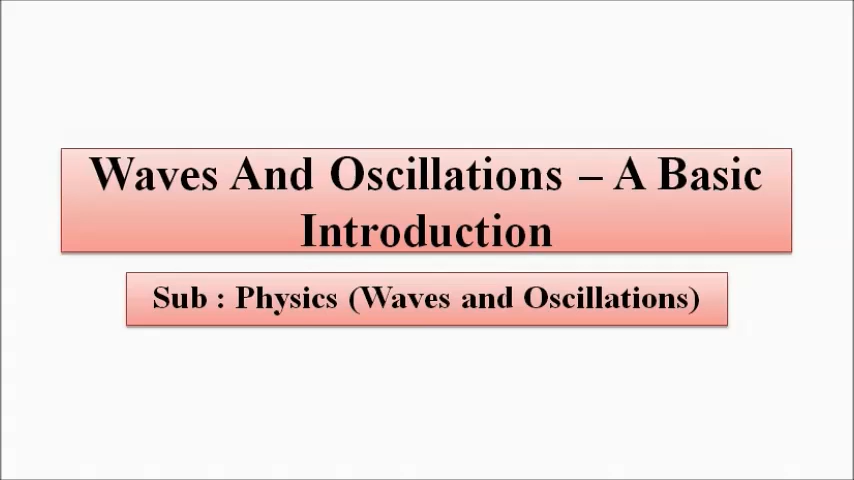 Waves And Oscillations – A Basic
Introduction
Sub : Physics (Waves and Oscillations)